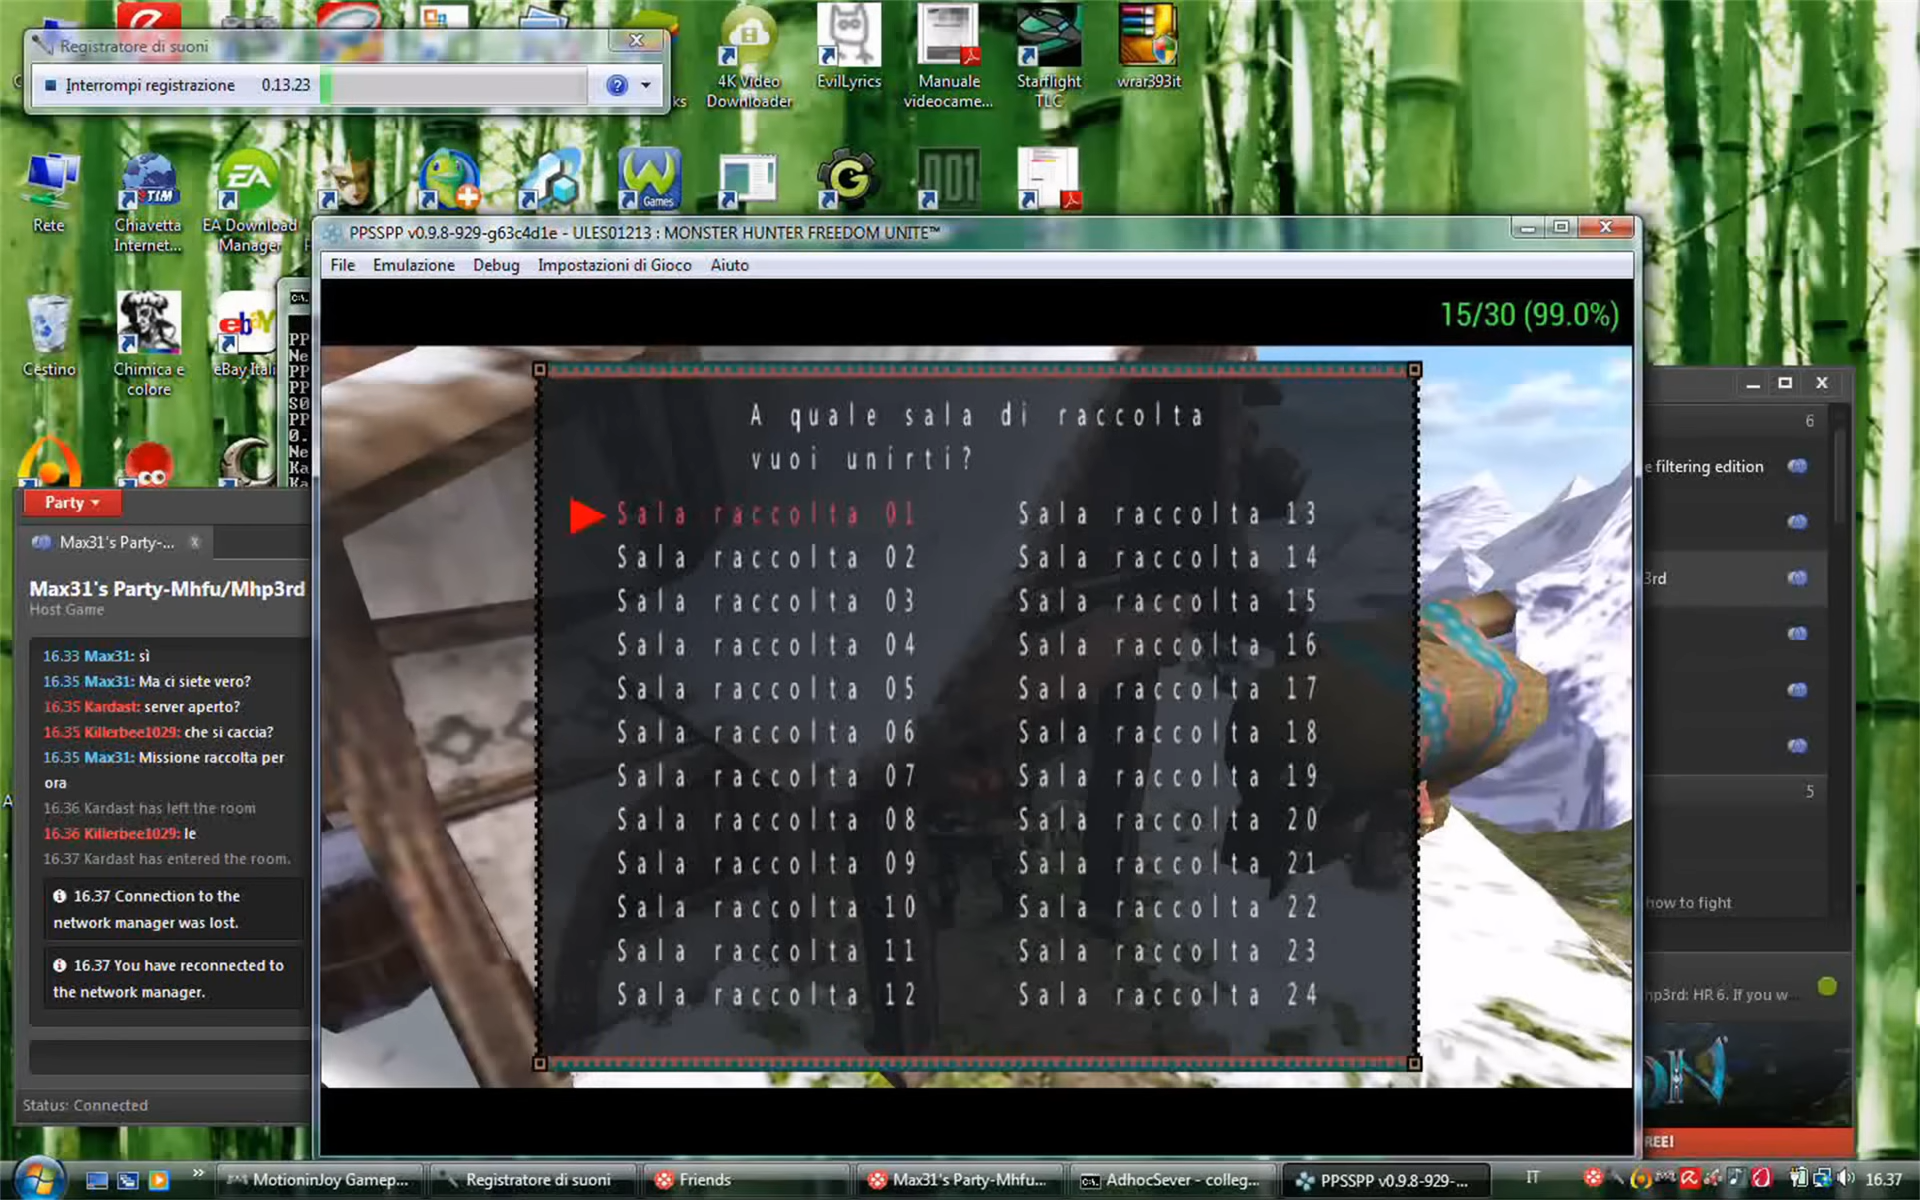 Registratore di suoni
Interrompi registrazione 0.13.23
4K Video
Downloader
EvilLyrics
Manuale
videocame...
Starflight
TLC
wrar393it
Rete
Chiavetta
Internet...
EA Download
Manager
Games
PPSSPP v0.9.8-929-g63c4d1e - ULES01213 : MONSTER HUNTER FREEDOM UNITE™
File Emulazione Debug Impostazioni di Gioco Aiuto
15/30 (99.0%)
Cestino
Chimica e
colore
eBay Itali
A quale sala di raccolta
vuoi unirti?
Sala raccolta 01
Sala raccolta 02
Sala raccolta 03
Sala raccolta 04
Sala raccolta 05
Sala raccolta 06
Sala raccolta 07
Sala raccolta 08
Sala raccolta 09
Sala raccolta 10
Sala raccolta 11
Sala raccolta 12
Sala raccolta 13
Sala raccolta 14
Sala raccolta 15
Sala raccolta 16
Sala raccolta 17
Sala raccolta 18
Sala raccolta 19
Sala raccolta 20
Sala raccolta 21
Sala raccolta 22
Sala raccolta 23
Sala raccolta 24
Party
Max31's Party-... x
Max31's Party-Mhfu/Mhp3rd
Host Game
16.33 Max31: sì
16.35 Max31: Ma ci siete vero?
16.35 Kardast: server aperto?
16.35 Killerbee1029: che si caccia?
16.35 Max31: Missione raccolta per
ora
16.36 Kardast has left the room
16.36 Killerbee1029: le
16.37 Kardast has entered the room.
16.37 Connection to the
network manager was lost.
16.37 You have reconnected to
the network manager.
Status: Connected
6
e filtering edition
3rd
5
how to fight
hp3rd: HR 6. If you w...
REE!
MotioninJoy Gamep...
Registratore di suoni
Friends
Max31's Party-Mhfu...
AdhocSever - colleg...
PPSSPP v0.9.8-929-...
IT
16.37